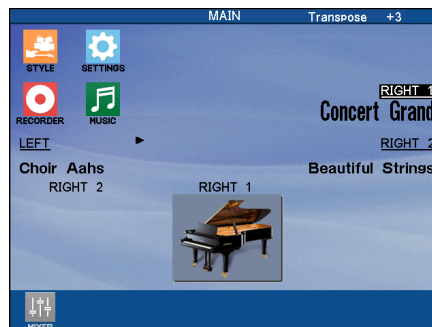 MAIN Transpose +3
STYLE SETTINGS
RECORDER MUSIC
RIGHT 1
Concert Grand
LEFT
RIGHT 2
Choir Aahs
Beautiful Strings
RIGHT 2 RIGHT 1
MIXER